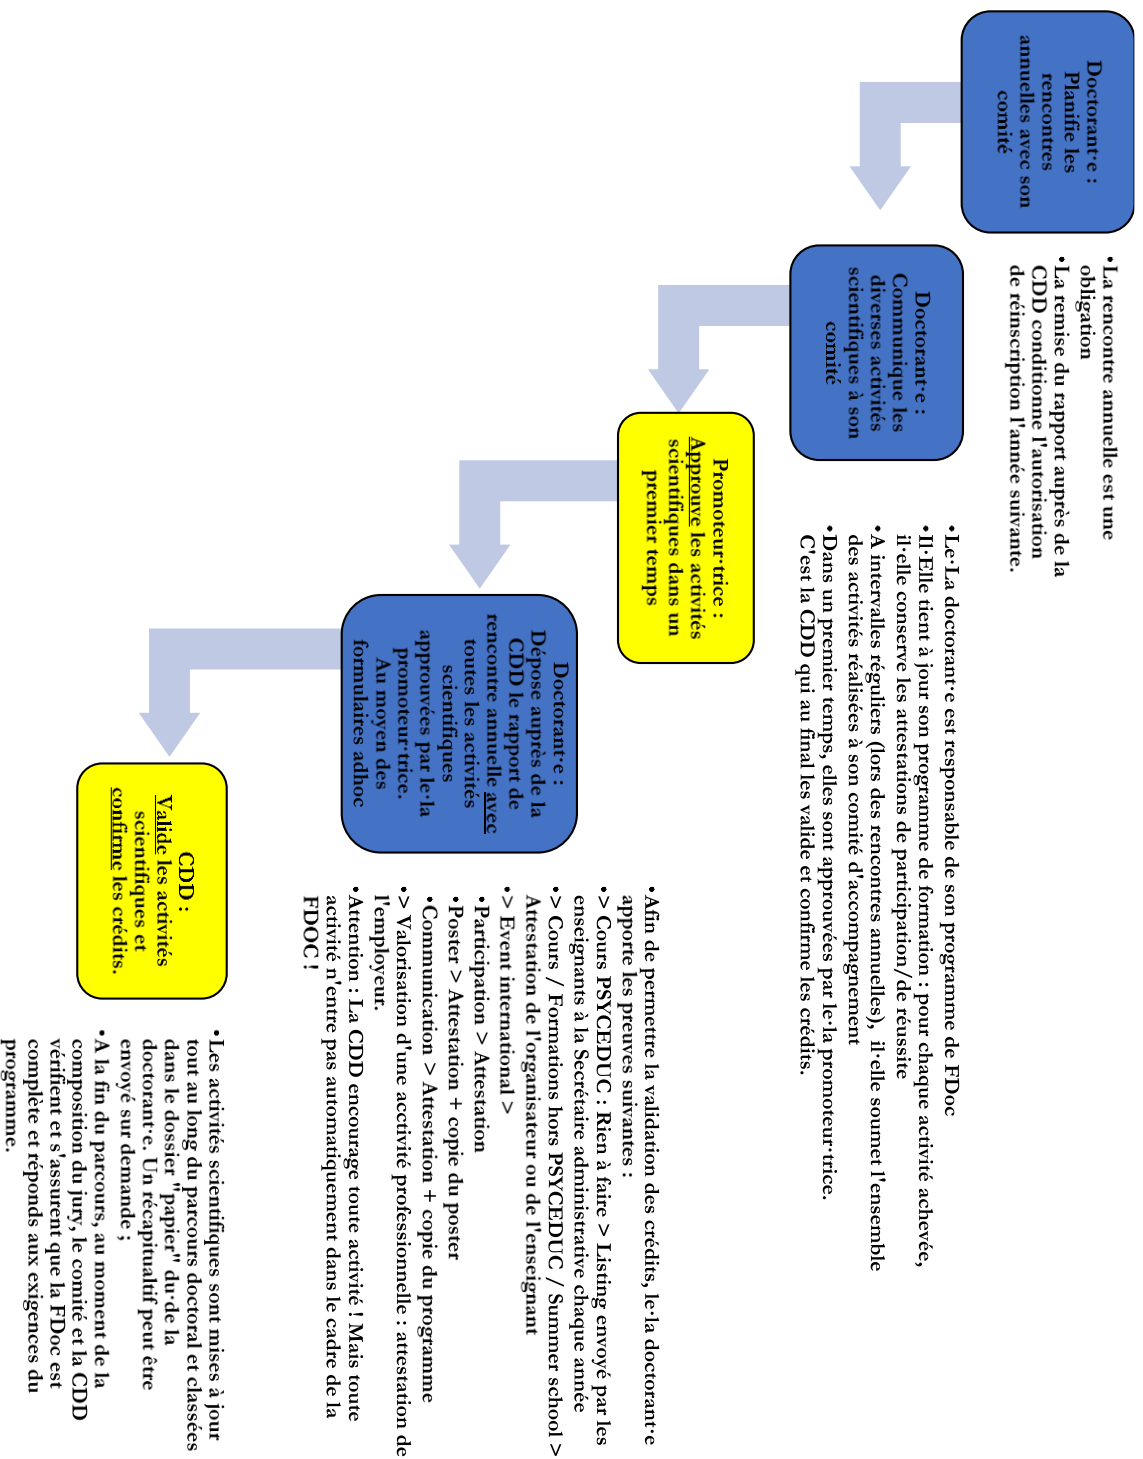 Doctorant·e :
Planifie les
rencontres
annuelles avec son
comité
•La rencontre annuelle est une
obligation
•La remise du rapport auprès de la
CDD conditionne l'autorisation
de réinscription l'année suivante.
Doctorant·e :
Communique les
diverses activités
scientifiques à son
comité
•Le·La doctorant·e est responsable de son programme de FDoc
•Il·Elle tient à jour son programme de formation : pour chaque activité achevée,
il·elle conserve les attestations de participation/de réussite
•A intervalles réguliers (lors des rencontres annuelles), il·elle soumet l'ensemble
des activités réalisées à son comité d'accompagnement
•Dans un premier temps, elles sont approuvées par le·la promoteur·trice.
C'est la CDD qui au final les valide et confirme les crédits.
Promoteur·trice :
Approuve les activités
scientifiques dans un
premier temps
Doctorant·e :
Dépose auprès de la
CDD le rapport de
rencontre annuelle avec
toutes les activités
scientifiques
approuvées par le·la
promoteur·trice.
Au moyen des
formulaires adhoc
•Afin de permettre la validation des crédits, le·la doctorant·e
apporte les preuves suivantes :
•> Cours PSYCEDUC : Rien à faire > Listing envoyé par les
enseignants à la Secrétaire administrative chaque année
•> Cours / Formations hors PSYCEDUC / Summer school >
Attestation de l'organisateur ou de l'enseignant
•> Event international >
•Participation > Attestation
•Poster > Attestation + copie du poster
•Communication > Attestation + copie du programme
•> Valorisation d'une acctivité professionnelle : attestation de
l'employeur.
•Attention : La CDD encourage toute activité ! Mais toute
activité n'entre pas automatiquement dans le cadre de la
FDOC !
CDD :
Valide les activités
scientifiques et
confirme les crédits.
•Les activités scientifiques sont mises à jour
tout au long du parcours doctoral et classées
dans le dossier "papier" du·de la
doctorant·e. Un récapitualtif peut être
envoyé sur demande ;
•A la fin du parcours, au moment de la
composition du jury, le comité et la CDD
vérifient et s'assurent que la FDoc est
complète et réponds aux exigences du
programme.